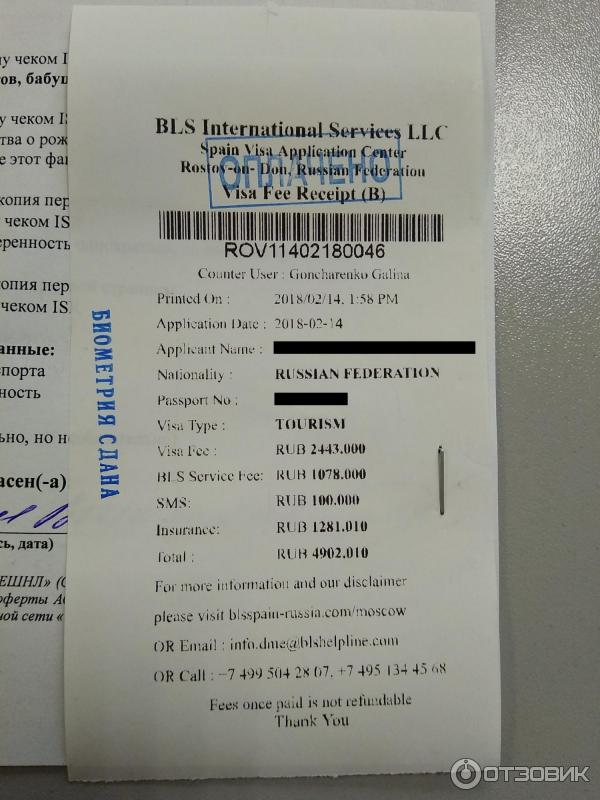 у чеком I
тов, бабуш
у чеком IS
тва о рож
е этот фа
копия пер
чеком IS
еренность
опия пер
чеком IS
анные:
спорта
ность
ьно, но не
асен(-а)
сь, дата)
ЕШНЛ» (С
оферты АО
ной сети «
BLS International Services LLC
Spain Visa Application Center
Rostov-on- Don, Russian Federation
ОПЛАЧЕНО
Visa Fee Receipt (B)
ROV11402180046
Counter User : Goncharenko Galina
Printed On : 2018/02/14, 1:58 PM
Application Date : 2018-02-14
Applicant Name :
Nationality : RUSSIAN FEDERATION
Passport No :
Visa Type : TOURISM
Visa Fee : RUB 2443.000
BLS Service Fee: RUB 1078.000
SMS: RUB 100.000
Insurance: RUB 1281.010
Total : RUB 4902.010
For more information and our disclaimer
please visit blsspain-russia.com/moscow
OR Email : info.dme@blshelpline.com
OR Call : +7 499 504 28 07, +7 495 134 45 68
Fees once paid is not refundable
Thank You
БИОМЕТРИЯ СДАНА
ОТЗОВИК